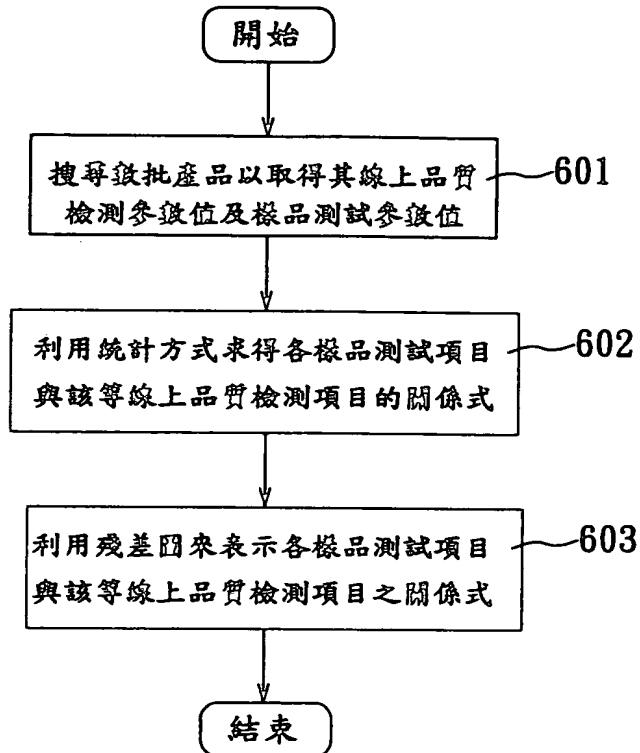 開始
搜尋數批產品以取得其線上品質
檢測參數值及樣品測試參數值
601
利用統計方式求得各樣品測試項目
與該等線上品質檢測項目的關係式
602
利用殘差圖來表示各樣品測試項目
與該等線上品質檢測項目之關係式
603
結束